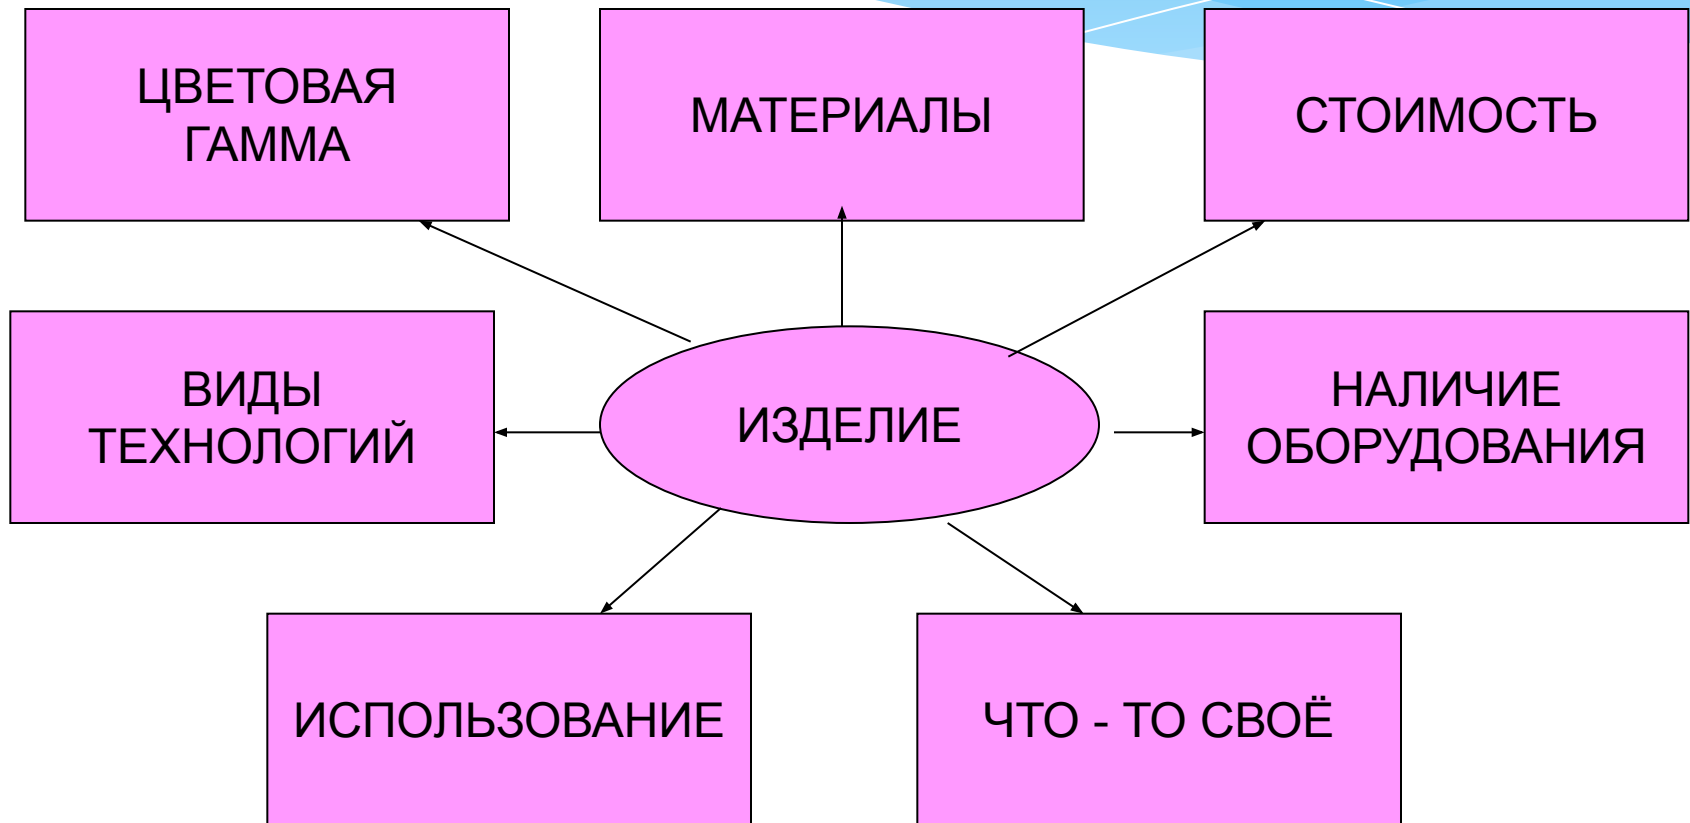 ЦВЕТОВАЯ
ГАММА
МАТЕРИАЛЫ
СТОИМОСТЬ
ВИДЫ
ТЕХНОЛОГИЙ
ИЗДЕЛИЕ
НАЛИЧИЕ
ОБОРУДОВАНИЯ
ИСПОЛЬЗОВАНИЕ
ЧТО - ТО СВОЁ